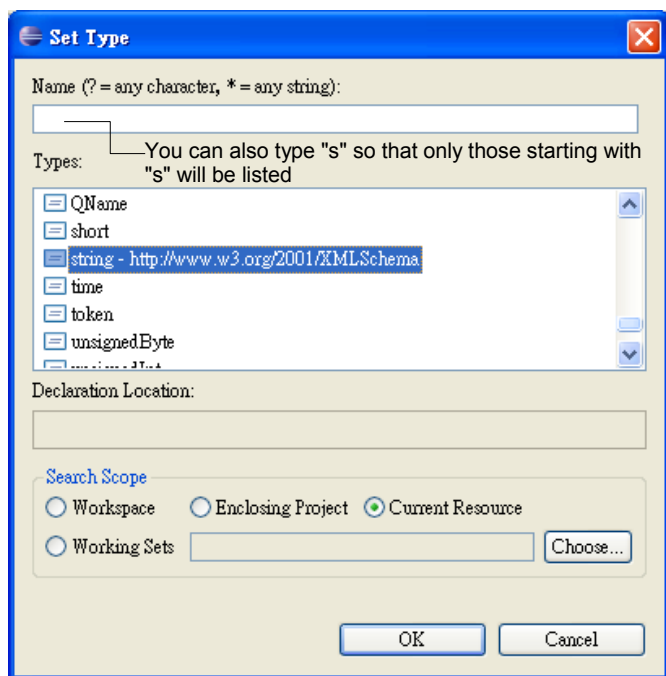 Set Type
Name (? = any character, * = any string):
You can also type "s" so that only those starting with
"s" will be listed
Types:
QName
short
string - http://www.w3.org/2001/XMLSchema
time
token
unsignedByte
Declaration Location:
Search Scope
Workspace Enclosing Project Current Resource
Working Sets Choose...
OK Cancel